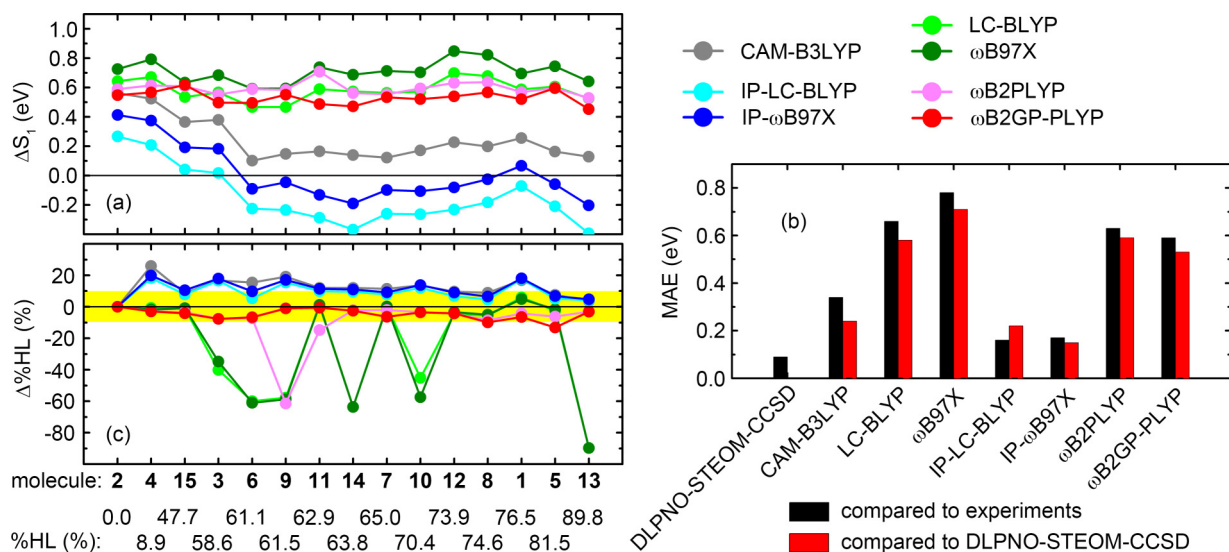 CAM-B3LYP
IP-LC-BLYP
IP-ωB97X
LC-BLYP
ωB97X
ωB2PLYP
ωB2GP-PLYP
ΔS1 (eV)
1.0
0.8
0.6
0.4
0.2
0.0
-0.2
(a)
Δ%HL (%)
20
0
-20
-40
-60
-80
(c)
molecule: 2 4 15 3 6 9 11 14 7 10 12 8 1 5 13
0.0 47.7 61.1 62.9 65.0 73.9 76.5 89.8
%HL (%): 8.9 58.6 61.5 63.8 70.4 74.6 81.5
MAE (eV)
0.8
0.6
0.4
0.2
0.0
(b)
DLPNO-STEOM-CCSD
CAM-B3LYP
LC-BLYP
ωB97X
IP-LC-BLYP
IP-ωB97X
ωB2PLYP
ωB2GP-PLYP
compared to experiments
compared to DLPNO-STEOM-CCSD